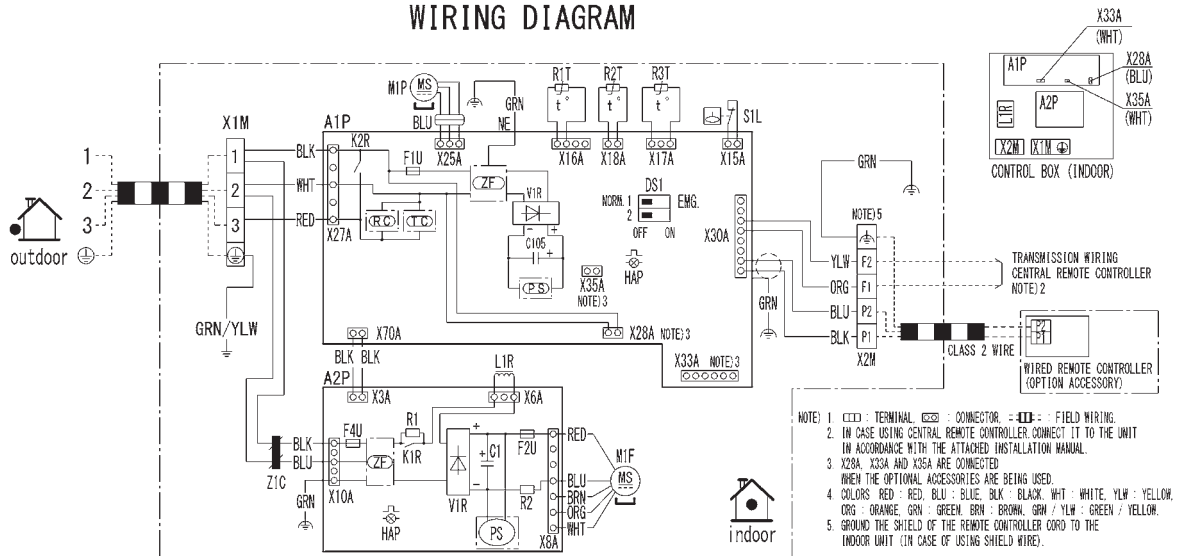 WIRING DIAGRAM
X33A
(WHT)
X28A
(BLU)
X35A
(WHT)
A1P
A2P
L1R
X2M
X1M
CONTROL BOX (INDOOR)
M1P
MS
BLU
X25A
GRN
NE
R1T
t°
X16A
R2T
t°
X18A
R3T
t°
X17A
S1L
X15A
X1M
1
2
3
1
2
3
outdoor
GRN/YLW
A1P
BLK
WHT
RED
X27A
K2R
F1U
RC
TC
ZF
V1R
C105
PS
DS1
NORM. 1
2
EMG.
OFF ON
HAP
X35A
NOTE)3
X30A
X28A NOTE)3
X33A NOTE)3
X70A
BLK BLK
GRN
GRN
NOTE)5
YLW F2
ORG F1
BLU P2
BLK P1
X2M
TRANSMISSION WIRING
CENTRAL REMOTE CONTROLLER
NOTE)2
CLASS 2 WIRE
P2
P1
WIRED REMOTE CONTROLLER
(OPTION ACCESSORY)
A2P
X3A
L1R
X6A
Z1C
BLK
BLU
GRN
X10A
F4U
ZF
R1
K1R
HAP
V1R
C1
PS
F2U
R2
X8A
RED
BLU
BRN
ORG
WHT
M1F
MS
indoor
NOTE) 1. : TERMINAL, : CONNECTOR, : FIELD WIRING.
2. IN CASE USING CENTRAL REMOTE CONTROLLER, CONNECT IT TO THE UNIT
IN ACCORDANCE WITH THE ATTACHED INSTALLATION MANUAL.
3. X28A, X33A AND X35A ARE CONNECTED
WHEN THE OPTIONAL ACCESSORIES ARE BEING USED.
4. COLORS RED : RED, BLU : BLUE, BLK : BLACK, WHT : WHITE, YLW : YELLOW,
ORG : ORANGE, GRN : GREEN, BRN : BROWN, GRN / YLW : GREEN / YELLOW.
5. GROUND THE SHIELD OF THE REMOTE CONTROLLER CORD TO THE
INDOOR UNIT (IN CASE OF USING SHIELD WIRE).